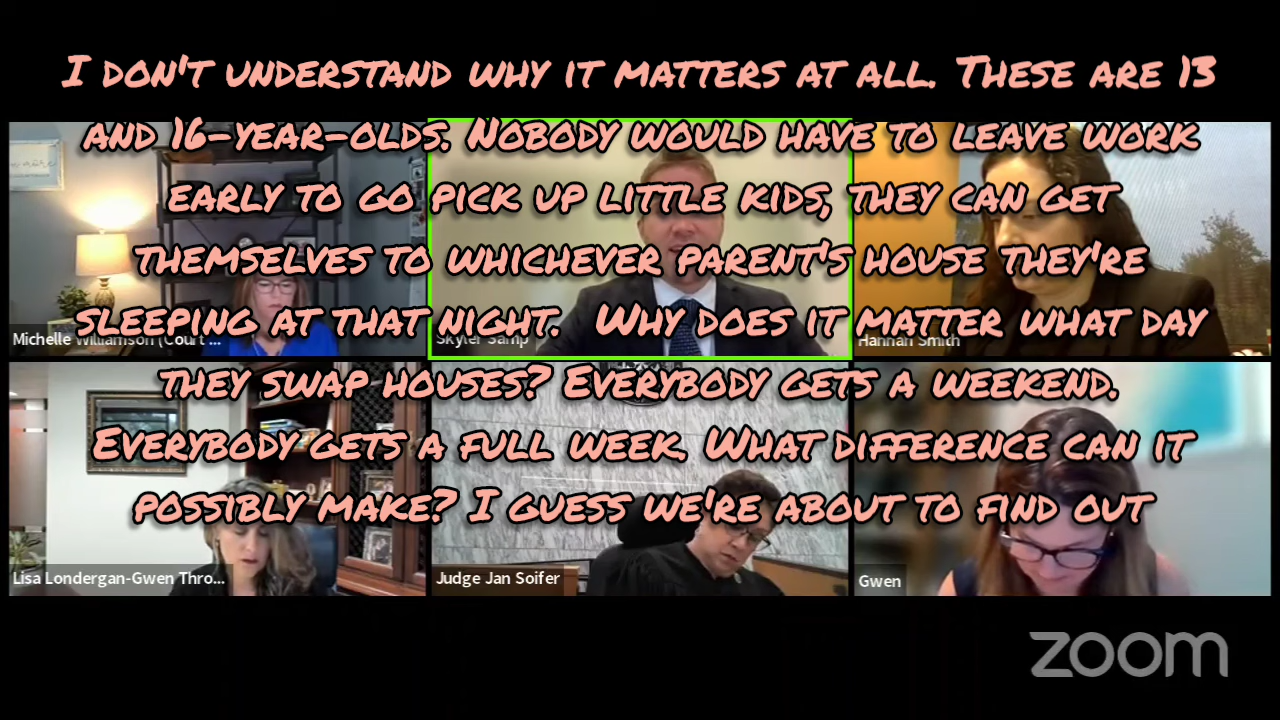 I don't understand why it matters at all. These are 13
and 16-year-olds. Nobody would have to leave work
early to go pick up little kids, they can get
themselves to whichever parent's house they're
sleeping at that night. Why does it matter what day
they swap houses? Everybody gets a weekend.
Everybody gets a full week. What difference can it
possibly make? I guess we're about to find out
Michelle Williamson (Court ...
Skyler Samp
Hannah Smith
Lisa Londergan-Gwen Thro...
Judge Jan Soifer
Gwen
zoom